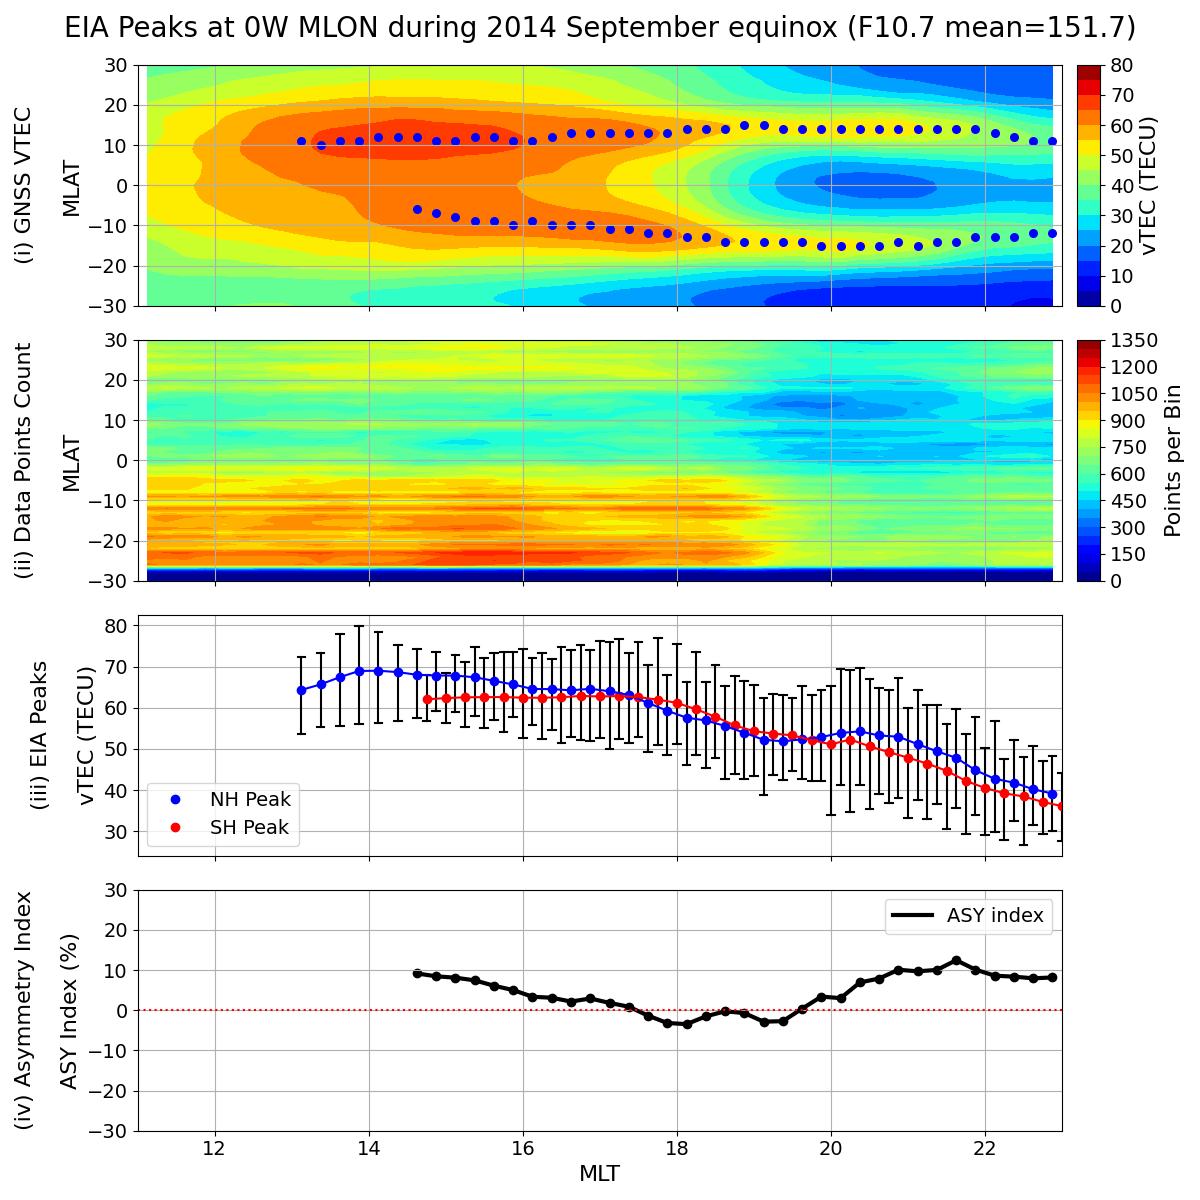 EIA Peaks at 0W MLON during 2014 September equinox (F10.7 mean=151.7)
(i) GNSS VTEC
MLAT
30
20
10
0
−10
−20
−30
80
70
60
50
40
30
20
10
0
vTEC (TECU)
(ii) Data Points Count
MLAT
30
20
10
0
−10
−20
−30
1350
1200
1050
900
750
600
450
300
150
0
Points per Bin
(iii) EIA Peaks
vTEC (TECU)
80
70
60
50
40
30
NH Peak
SH Peak
(iv) Asymmetry Index
ASY Index (%)
30
20
10
0
−10
−20
−30
ASY index
12 14 16 18 20 22
MLT